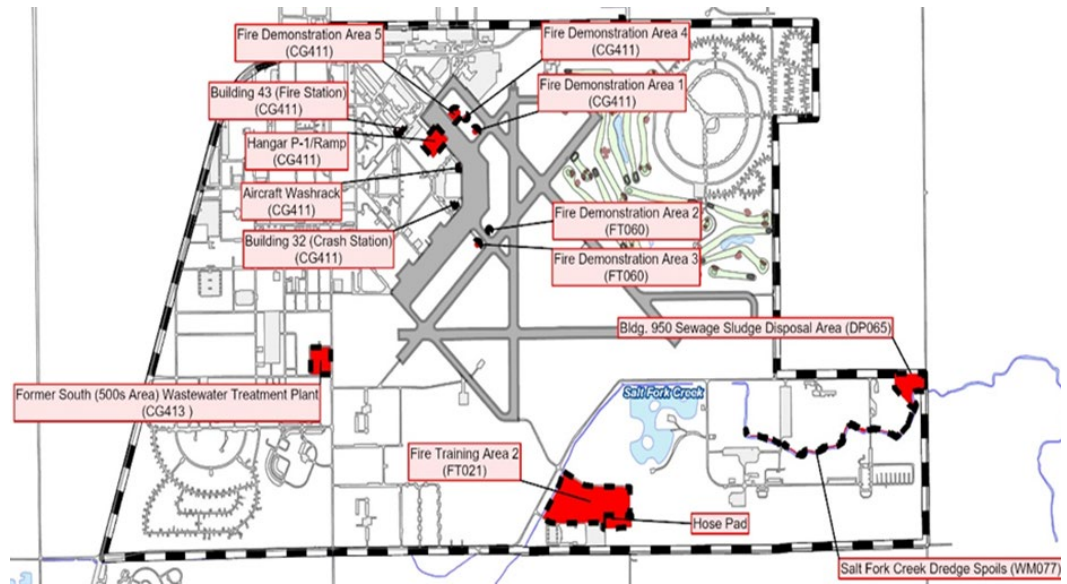 Fire Demonstration Area 5
(CG411)
Fire Demonstration Area 4
(CG411)
Building 43 (Fire Station)
(CG411)
Fire Demonstration Area 1
(CG411)
Hangar P-1/Ramp
(CG411)
Aircraft Washrack
(CG411)
Fire Demonstration Area 2
(FT060)
Building 32 (Crash Station)
(CG411)
Fire Demonstration Area 3
(FT060)
Bldg. 950 Sewage Sludge Disposal Area (DP065)
Former South (500s Area) Wastewater Treatment Plant
(CG413 )
Salt Fork Creek
Fire Training Area 2
(FT021)
Hose Pad
Salt Fork Creek Dredge Spoils (WM077)